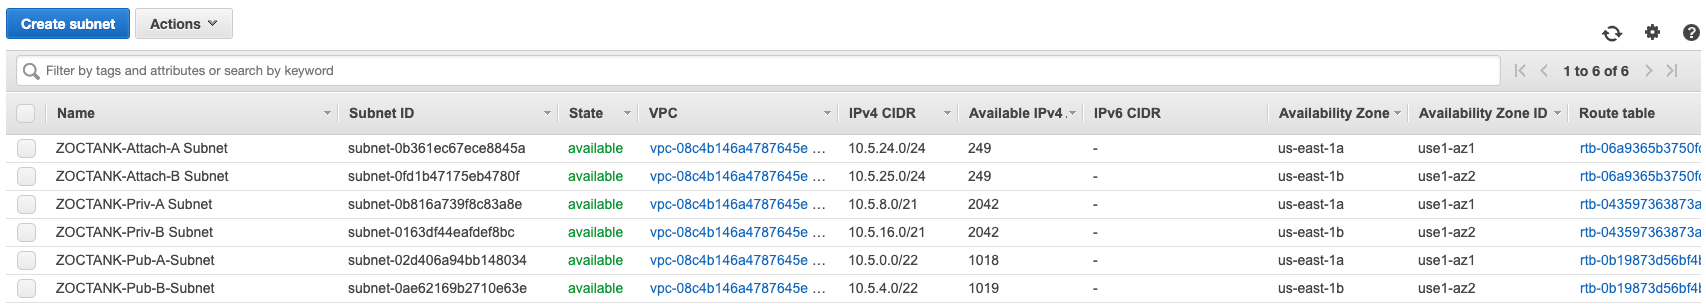 Create subnet Actions
Filter by tags and attributes or search by keyword 1 to 6 of 6
Name Subnet ID State VPC IPv4 CIDR Available IPv4 . IPv6 CIDR Availability Zone Availability Zone ID Route table
ZOCTANK-Attach-A Subnet subnet-0b361ec67ece8845a available vpc-08c4b146a4787645e ... 10.5.24.0/24 249 - us-east-1a use1-az1 rtb-06a9365b3750fc
ZOCTANK-Attach-B Subnet subnet-0fd1b47175eb4780f available vpc-08c4b146a4787645e ... 10.5.25.0/24 249 - us-east-1b use1-az2 rtb-06a9365b3750fc
ZOCTANK-Priv-A Subnet subnet-0b816a739f8c83a8e available vpc-08c4b146a4787645e ... 10.5.8.0/21 2042 - us-east-1a use1-az1 rtb-043597363873a
ZOCTANK-Priv-B Subnet subnet-0163df44eafdef8bc available vpc-08c4b146a4787645e ... 10.5.16.0/21 2042 - us-east-1b use1-az2 rtb-043597363873a
ZOCTANK-Pub-A-Subnet subnet-02d406a94bb148034 available vpc-08c4b146a4787645e ... 10.5.0.0/22 1018 - us-east-1a use1-az1 rtb-0b19873d56bf4b
ZOCTANK-Pub-B-Subnet subnet-0ae62169b2710e63e available vpc-08c4b146a4787645e ... 10.5.4.0/22 1019 - us-east-1b use1-az2 rtb-0b19873d56bf4b